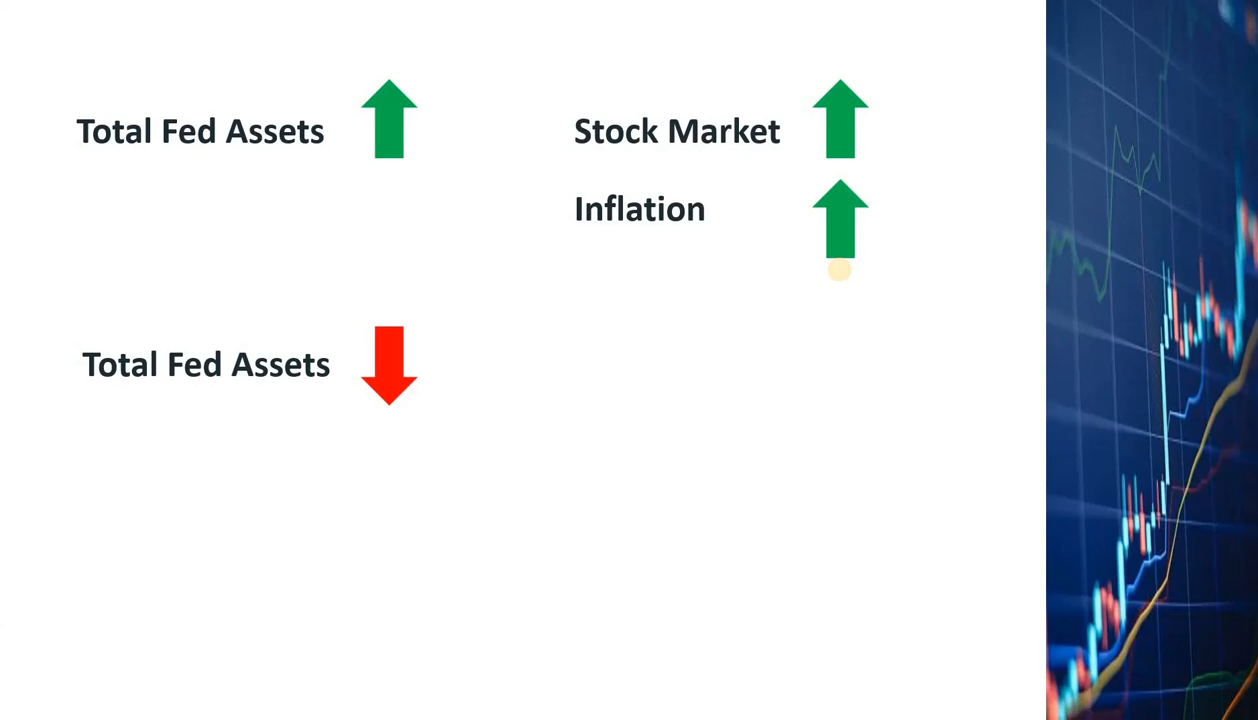 Total Fed Assets
Stock Market
Inflation
Total Fed Assets